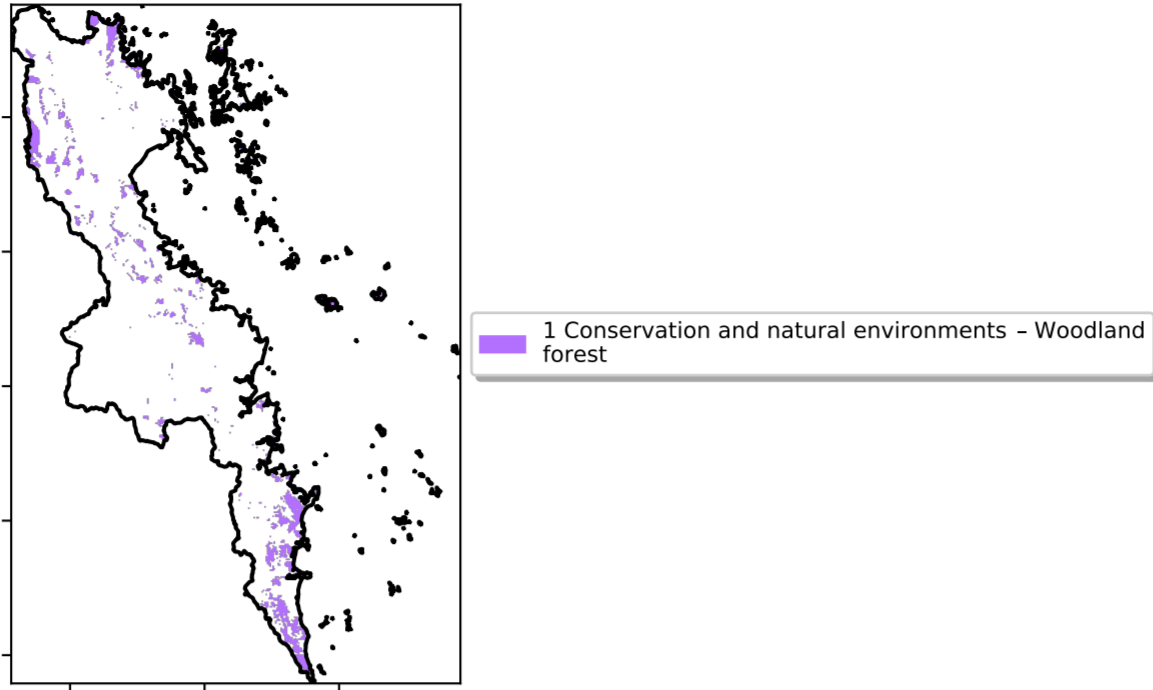 1 Conservation and natural environments – Woodland
forest